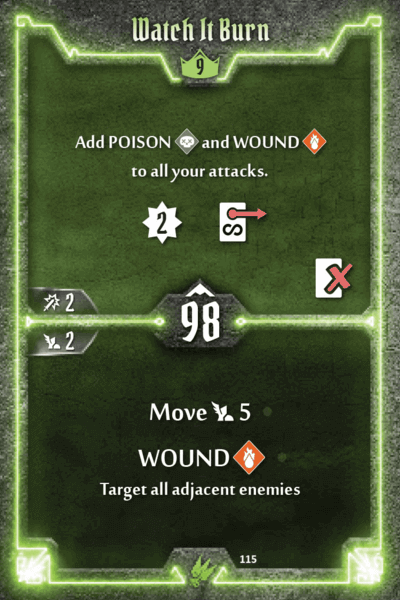 Watch It Burn
9
Add POISON and WOUND
to all your attacks.
2
2
98
2
Move 5
WOUND
Target all adjacent enemies
115